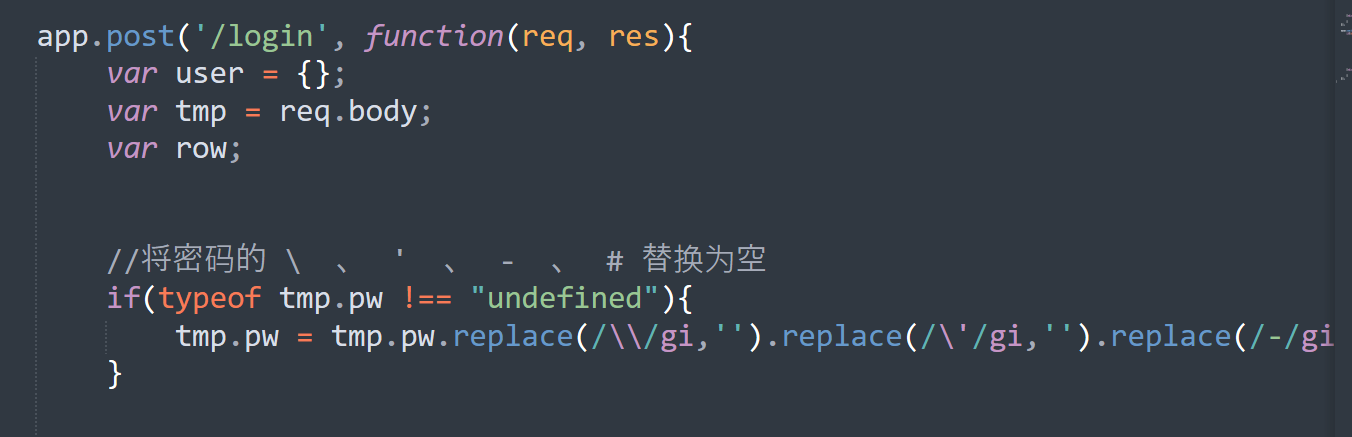 app.post('/login', function(req, res){
var user = {};
var tmp = req.body;
var row;
//将密码的 \ 、 ' 、 - 、 # 替换为空
if(typeof tmp.pw !== "undefined"){
tmp.pw = tmp.pw.replace(/\\/gi,'').replace(/\'/gi,'').replace(/-/gi
}